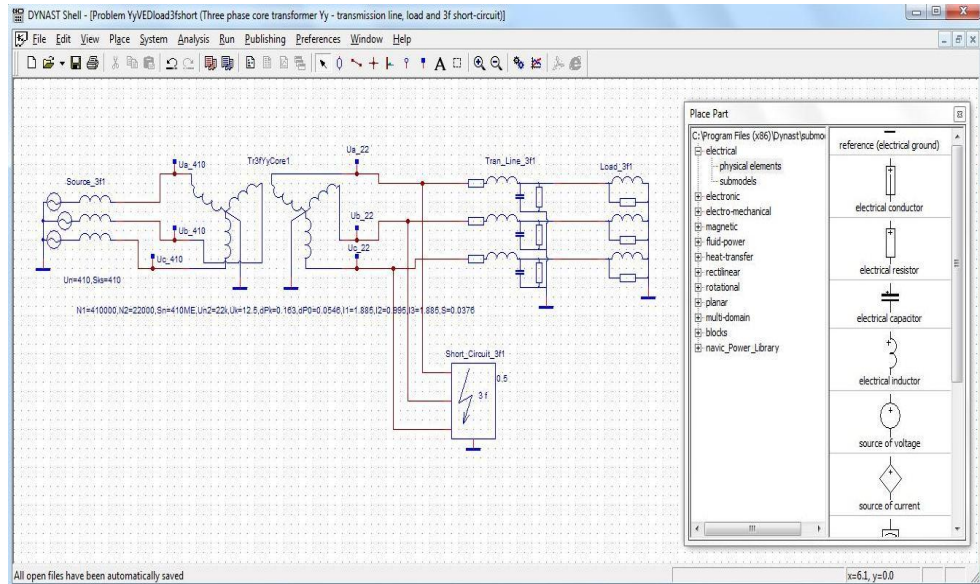 DYNAST Shell - [Problem YyVEDload3fshort (Three phase core transformer Yy - transmission line, load and 3f short-circuit)]
File Edit View Place System Analysis Run Publishing Preferences Window Help
Place Part
C:\Program Files (x86)\Dynast\submo
electrical
physical elements
submodels
electronic
electro-mechanical
magnetic
fluid-power
heat-transfer
rectilinear
rotational
planar
multi-domain
blocks
navic_Power_Library
reference (electrical ground)
electrical conductor
electrical resistor
electrical capacitor
electrical inductor
source of voltage
source of current
Source_3f1
Ua_410
Tr3fYyCore1
Ua_22
Tran_Line_3f1
Load_3f1
Ub_410
Ub_22
Uc_410
Uc_22
Un=410,Sks=410
N1=410000,N2=22000,Sn=410ME,Un2=22k,Uk=12.5,dPk=0.163,dP0=0.0546,I1=1.885,I2=0.995,I3=1.885,S=0.0376
Short_Circuit_3f1
0.5
3 f
All open files have been automatically saved
x=6.1, y=0.0